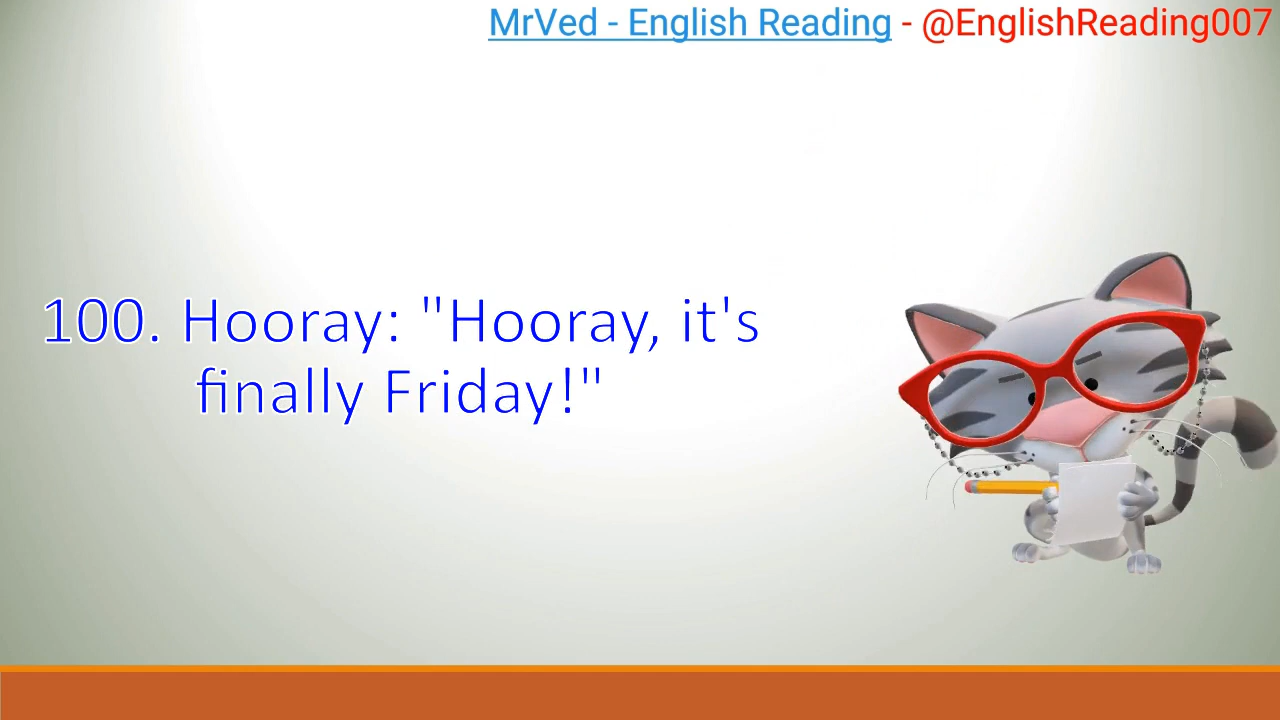 MrVed - English Reading - @EnglishReading007
100. Hooray: "Hooray, it's
finally Friday!"